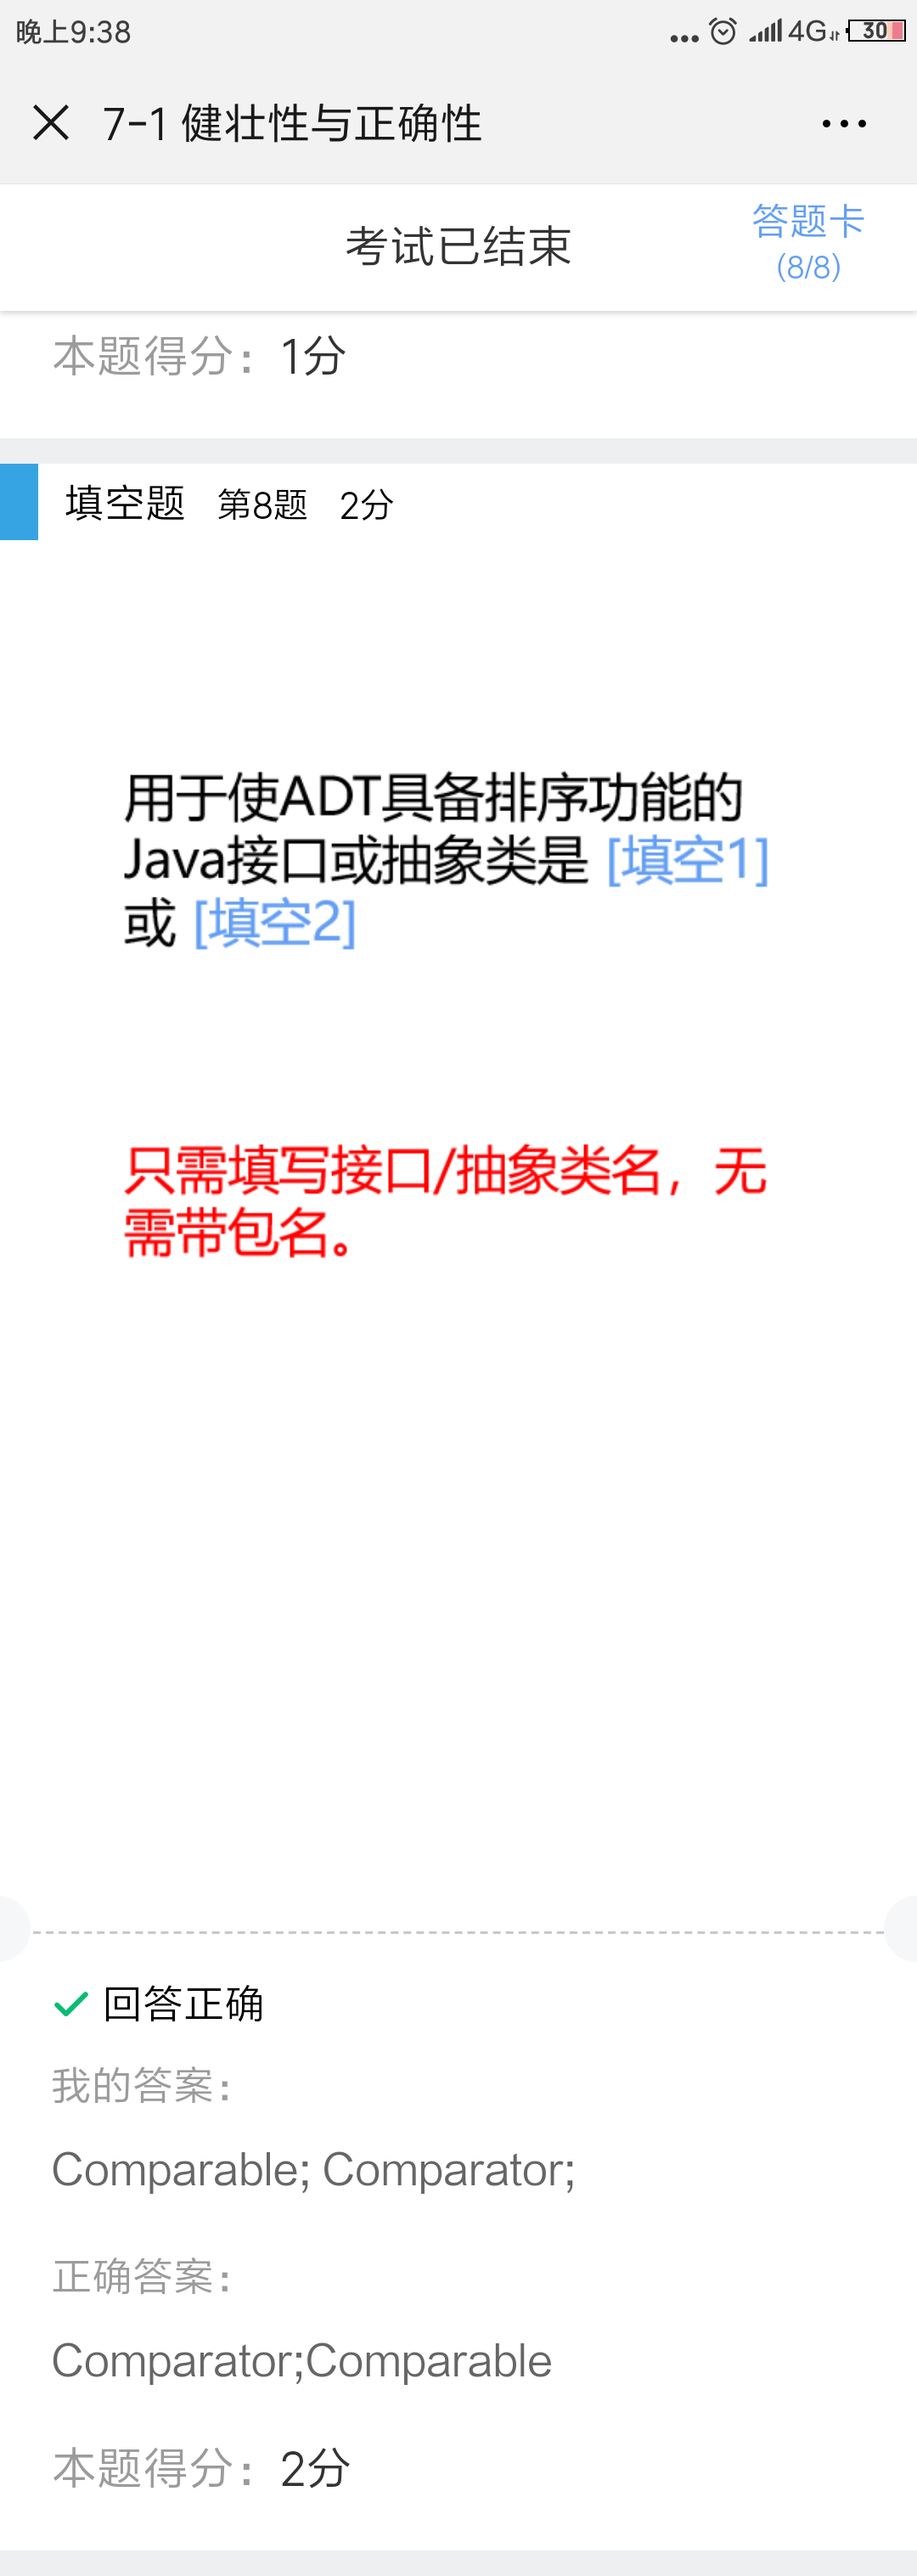 晚上9:38
4G
30
7-1 健壮性与正确性
考试已结束
答题卡
(8/8)
本题得分：1分
填空题 第8题 2分
用于使ADT具备排序功能的
Java接口或抽象类是 [填空1]
或 [填空2]
只需填写接口/抽象类名，无
需带包名。
回答正确
我的答案：
Comparable; Comparator;
正确答案：
Comparator;Comparable
本题得分：2分